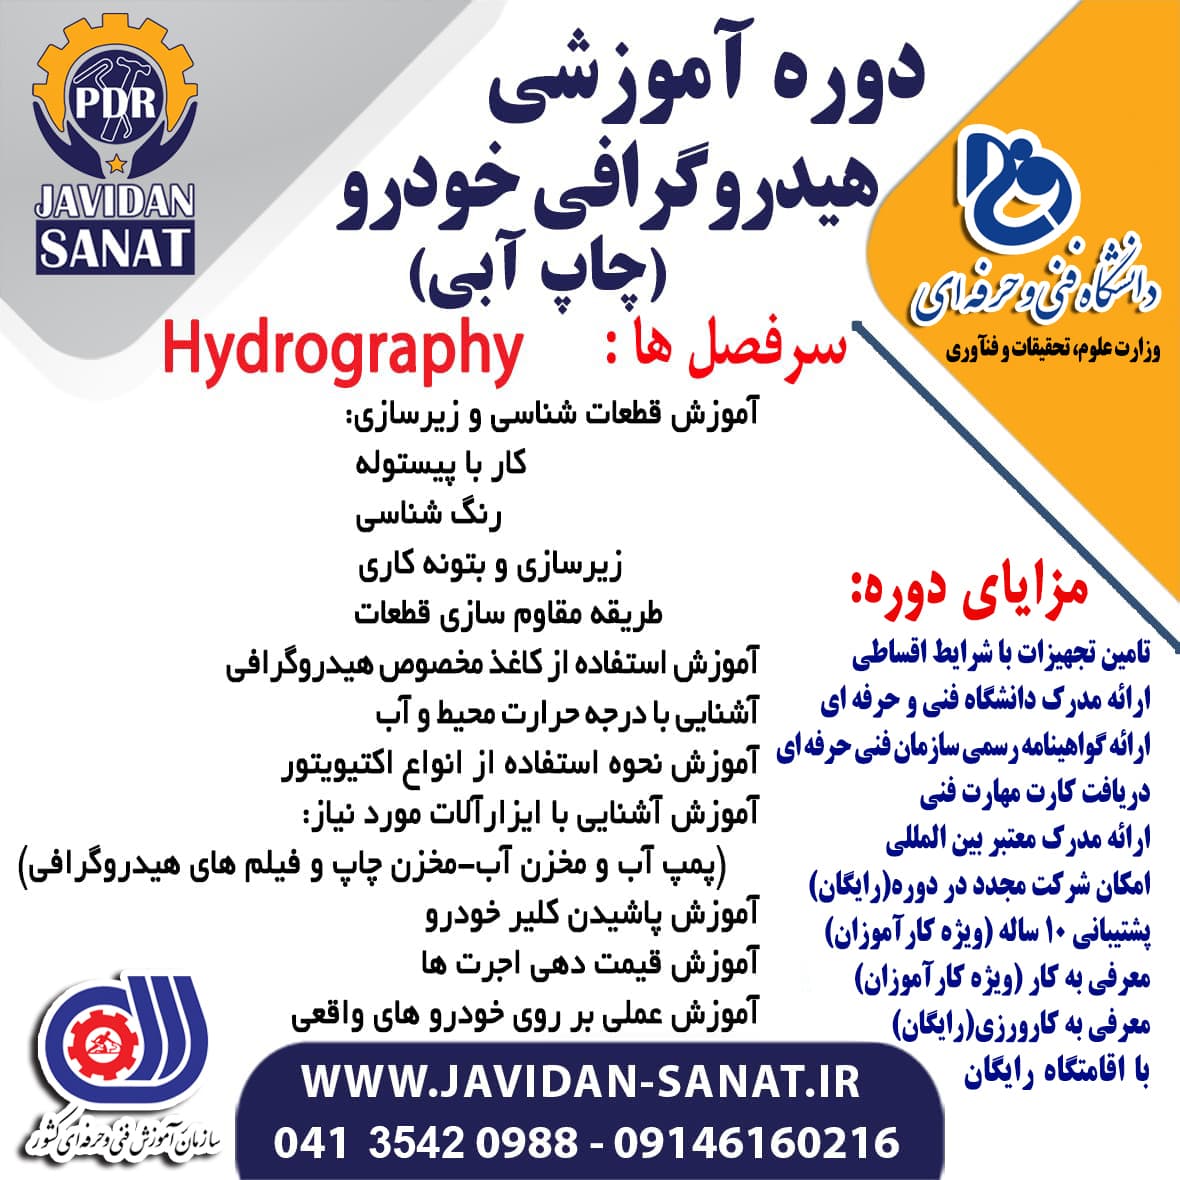 PDR
JAVIDAN
SANAT
دوره آموزشی
هیدروگرافی خودرو
(چاپ آبی)
دانشگاه فنی و حرفه ای
وزارت علوم، تحقیقات و فنآوری
سرفصل ها :
Hydrography
آموزش قطعات شناسی و زیرسازی:
کار با پیستوله
رنگ شناسی
زیرسازی و بتونه کاری
طریقه مقاوم سازی قطعات
آموزش استفاده از کاغذ مخصوص هیدروگرافی
آشنایی با درجه حرارت محیط و آب
آموزش نحوه استفاده از انواع اکتیویتور
آموزش آشنایی با ابزارآلات مورد نیاز:
(پمپ آب و مخزن آب-مخزن چاپ و فیلم های هیدروگرافی)
آموزش پاشیدن کلیر خودرو
آموزش قیمت دهی اجرت ها
آموزش عملی بر روی خودرو های واقعی
مزایای دوره:
تامین تجهیزات با شرایط اقساطی
ارائه مدرک دانشگاه فنی و حرفه ای
ارائه گواهینامه رسمی سازمان فنی حرفه ای
دریافت کارت مهارت فنی
ارائه مدرک معتبر بین المللی
امکان شرکت مجدد در دوره(رایگان)
پشتیبانی ۱۰ ساله (ویژه کارآموزان)
معرفی به کار (ویژه کارآموزان)
معرفی به کارورزی(رایگان)
با اقامتگاه رایگان
سازمان آموزش فنی و حرفه ای کشور
WWW.JAVIDAN-SANAT.IR
041 3542 0988 - 09146160216